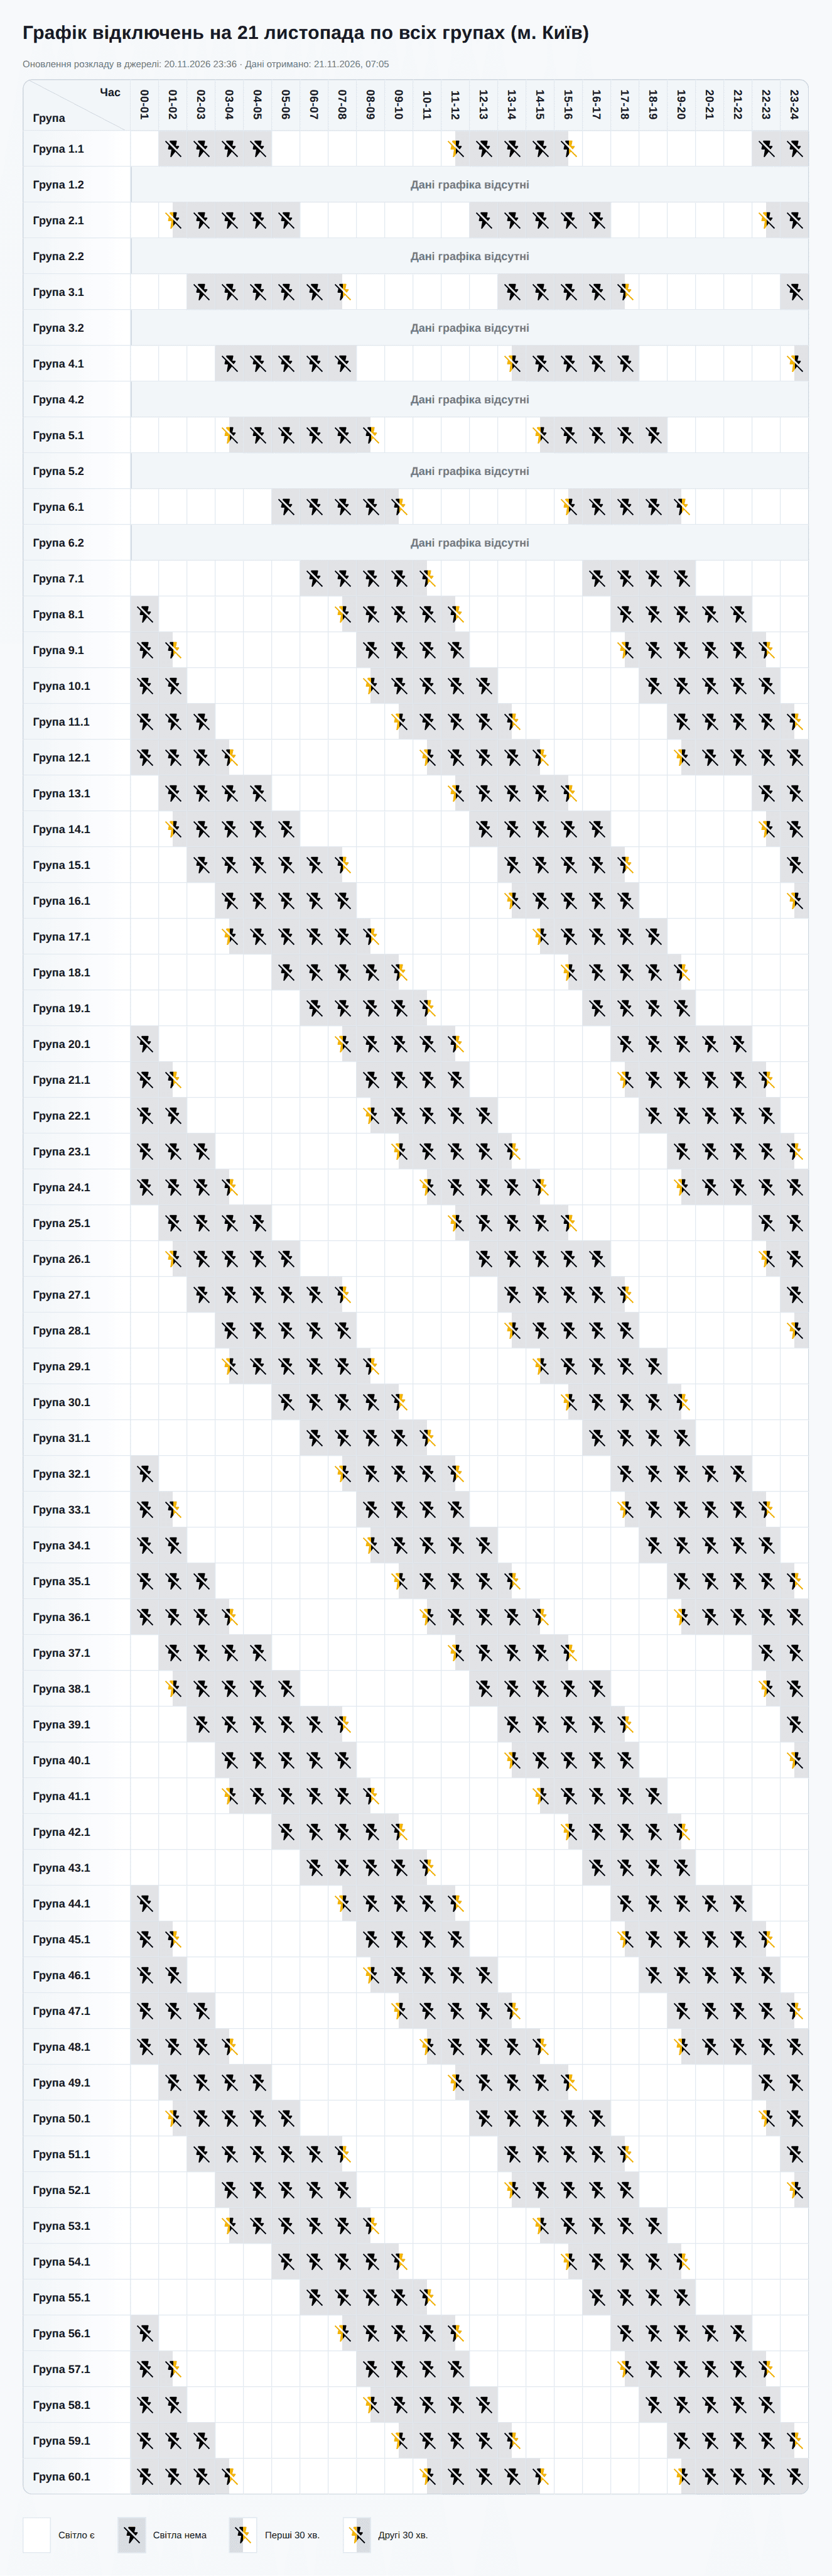 Графік відключень на 21 листопада по всіх групах (м. Київ)
Оновлення розкладу в джерелі: 20.11.2025 23:36 · Дані отримано: 21.11.2025, 07:05
Час
Група
00-01 01-02 02-03 03-04 04-05 05-06 06-07 07-08 08-09 09-10 10-11 11-12 12-13 13-14 14-15 15-16 16-17 17-18 18-19 19-20 20-21 21-22 22-23 23-24
Група 1.1
Група 1.2 Дані графіка відсутні
Група 2.1
Група 2.2 Дані графіка відсутні
Група 3.1
Група 3.2 Дані графіка відсутні
Група 4.1
Група 4.2 Дані графіка відсутні
Група 5.1
Група 5.2 Дані графіка відсутні
Група 6.1
Група 6.2 Дані графіка відсутні
Група 7.1
Група 8.1
Група 9.1
Група 10.1
Група 11.1
Група 12.1
Група 13.1
Група 14.1
Група 15.1
Група 16.1
Група 17.1
Група 18.1
Група 19.1
Група 20.1
Група 21.1
Група 22.1
Група 23.1
Група 24.1
Група 25.1
Група 26.1
Група 27.1
Група 28.1
Група 29.1
Група 30.1
Група 31.1
Група 32.1
Група 33.1
Група 34.1
Група 35.1
Група 36.1
Група 37.1
Група 38.1
Група 39.1
Група 40.1
Група 41.1
Група 42.1
Група 43.1
Група 44.1
Група 45.1
Група 46.1
Група 47.1
Група 48.1
Група 49.1
Група 50.1
Група 51.1
Група 52.1
Група 53.1
Група 54.1
Група 55.1
Група 56.1
Група 57.1
Група 58.1
Група 59.1
Група 60.1
Світло є Світла нема Перші 30 хв. Другі 30 хв.